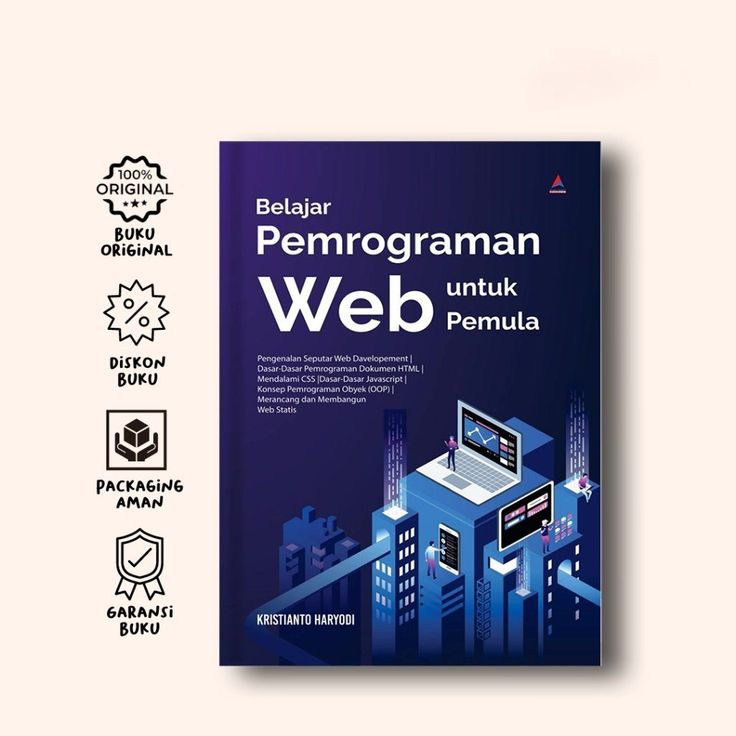 100%
ORIGINAL
BUKU
ORIGINAL
DISKON
BUKU
PACKAGING
AMAN
GARANSI
BUKU
Belajar
Pemrograman
Web untuk
Pemula
Pengenalan Seputar Web Davelopement |
Dasar-Dasar Pemrograman Dokumen HTML |
Mendalami CSS |Dasar-Dasar Javascript |
Konsep Pemrograman Obyek (OOP) |
Merancang dan Membangun
Web Statis
KRISTIANTO HARYODI